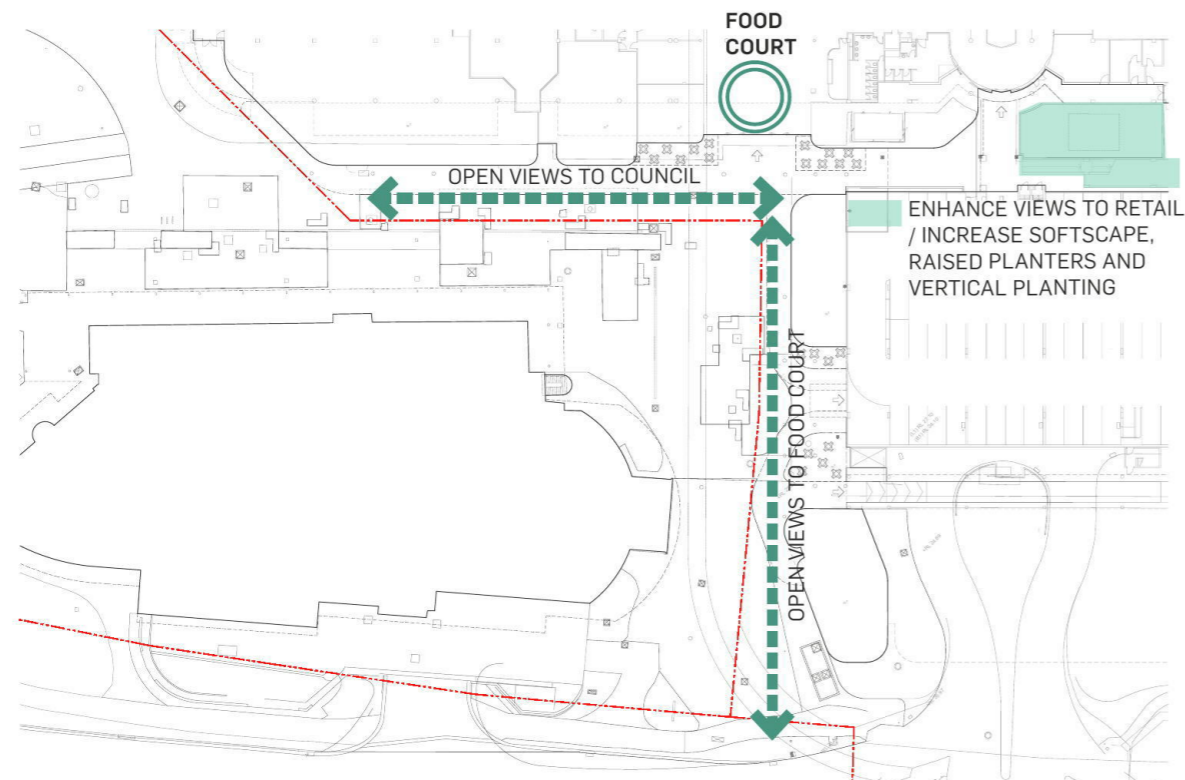 FOOD
COURT
OPEN VIEWS TO COUNCIL
ENHANCE VIEWS TO RETAIL
/ INCREASE SOFTSCAPE,
RAISED PLANTERS AND
VERTICAL PLANTING
OPEN VIEWS TO FOOD COURT